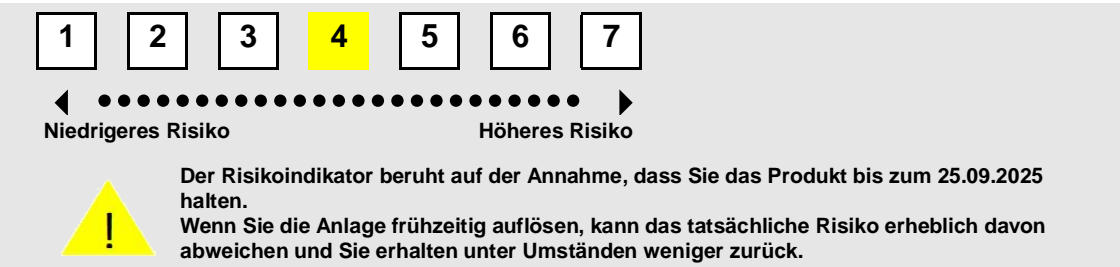 1 2 3 4 5 6 7
Niedrigeres Risiko Höheres Risiko
Der Risikoindikator beruht auf der Annahme, dass Sie das Produkt bis zum 25.09.2025
halten.
Wenn Sie die Anlage frühzeitig auflösen, kann das tatsächliche Risiko erheblich davon
abweichen und Sie erhalten unter Umständen weniger zurück.
!